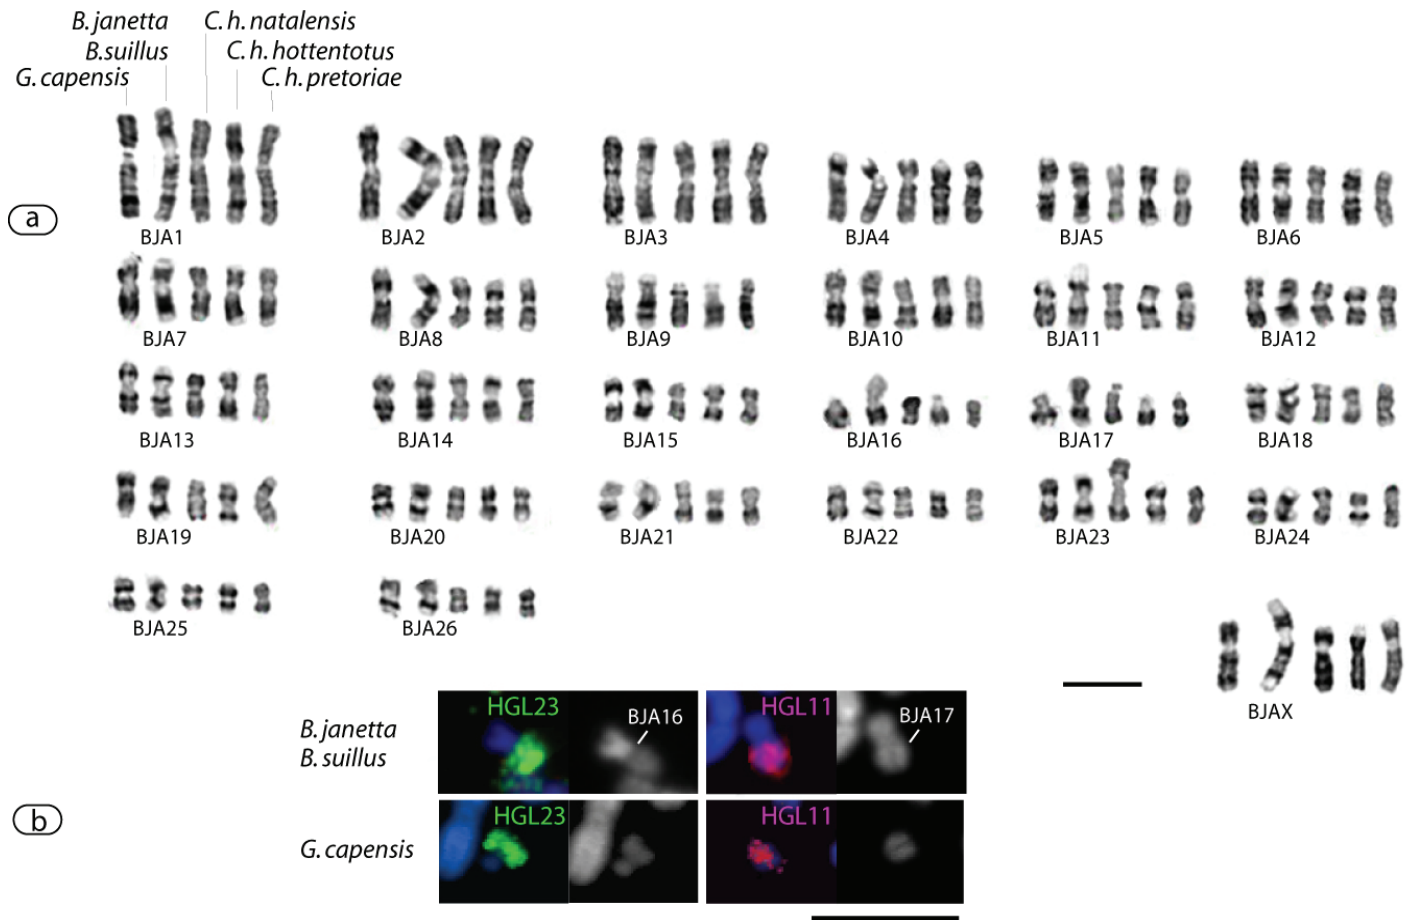 B. janetta C. h. natalensis
B. suillus C. h. hottentotus
G. capensis C. h. pretoriae
a
BJA1 BJA2 BJA3 BJA4 BJA5 BJA6
BJA7 BJA8 BJA9 BJA10 BJA11 BJA12
BJA13 BJA14 BJA15 BJA16 BJA17 BJA18
BJA19 BJA20 BJA21 BJA22 BJA23 BJA24
BJA25 BJA26
BJAX
HGL23 BJA16 HGL11 BJA17
B. janetta
B. suillus
b
HGL23 HGL11
G. capensis